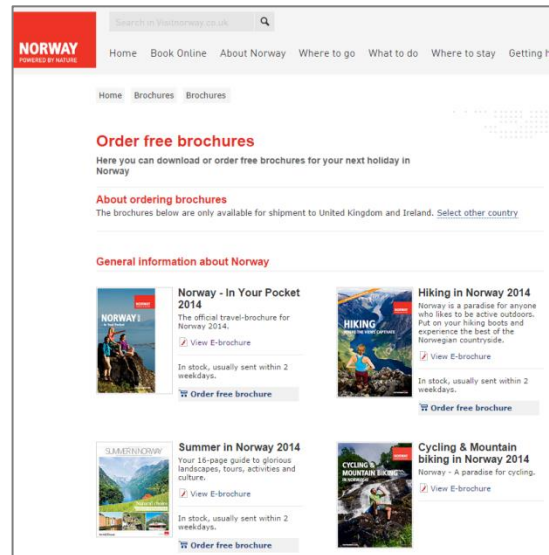 Search in Visitnorway.co.uk
NORWAY
POWERED BY NATURE
Home Book Online About Norway Where to go What to do Where to stay Getting h
Home Brochures Brochures
Order free brochures
Here you can download or order free brochures for your next holiday in
Norway
About ordering brochures
The brochures below are only available for shipment to United Kingdom and Ireland. Select other country
General information about Norway
NORWAY
Norway - In Your Pocket
2014
The official travel-brochure for
Norway 2014.
View E-brochure
In stock, usually sent within 2
weekdays.
Order free brochure
HIKING
Hiking in Norway 2014
Norway is a paradise for anyone
who likes to be active outdoors.
Put on your hiking boots and
experience the best of the
Norwegian countryside.
View E-brochure
In stock, usually sent within 2
weekdays.
Order free brochure
SUMMER IN NORWAY
Summer in Norway 2014
Your 16-page guide to glorious
landscapes, tours, activities and
culture.
View E-brochure
In stock, usually sent within 2
weekdays.
Order free brochure
CYCLING &
MOUNTAIN BIKING
IN NORWAY
Cycling & Mountain
biking in Norway 2014
Norway - A paradise for cycling.
View E-brochure